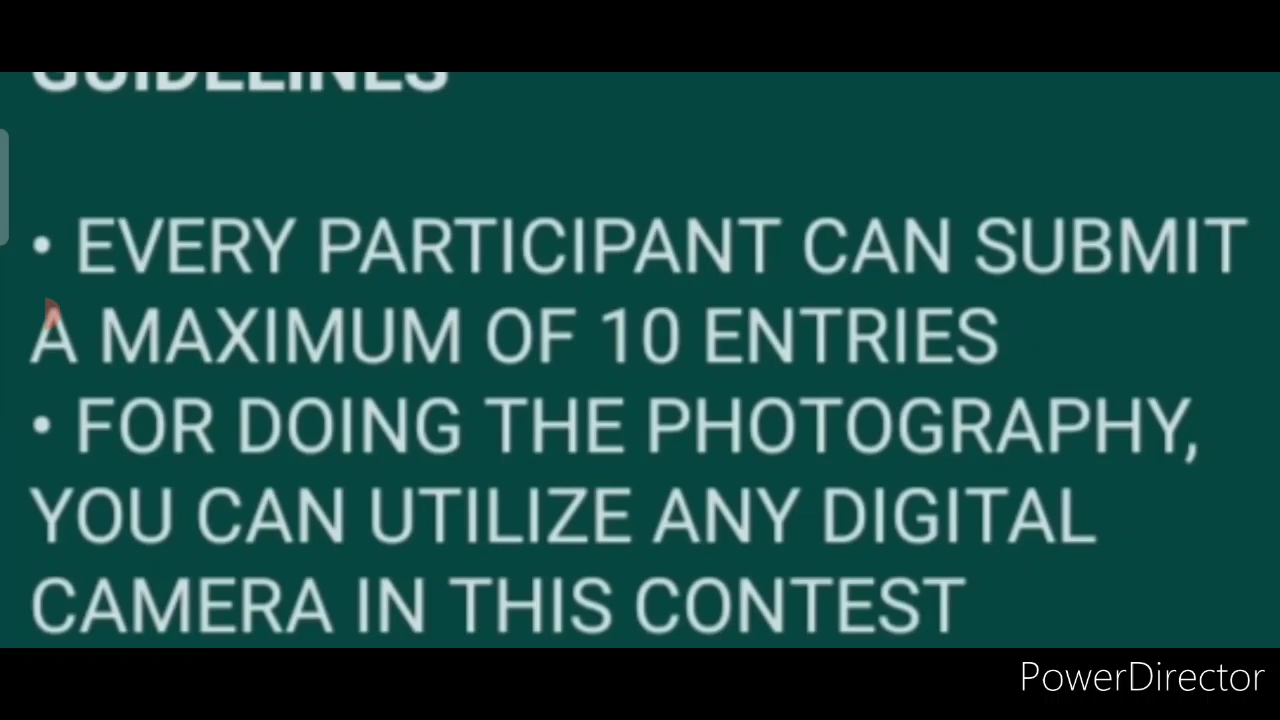 GUIDELINES
• EVERY PARTICIPANT CAN SUBMIT
A MAXIMUM OF 10 ENTRIES
• FOR DOING THE PHOTOGRAPHY,
YOU CAN UTILIZE ANY DIGITAL
CAMERA IN THIS CONTEST
PowerDirector